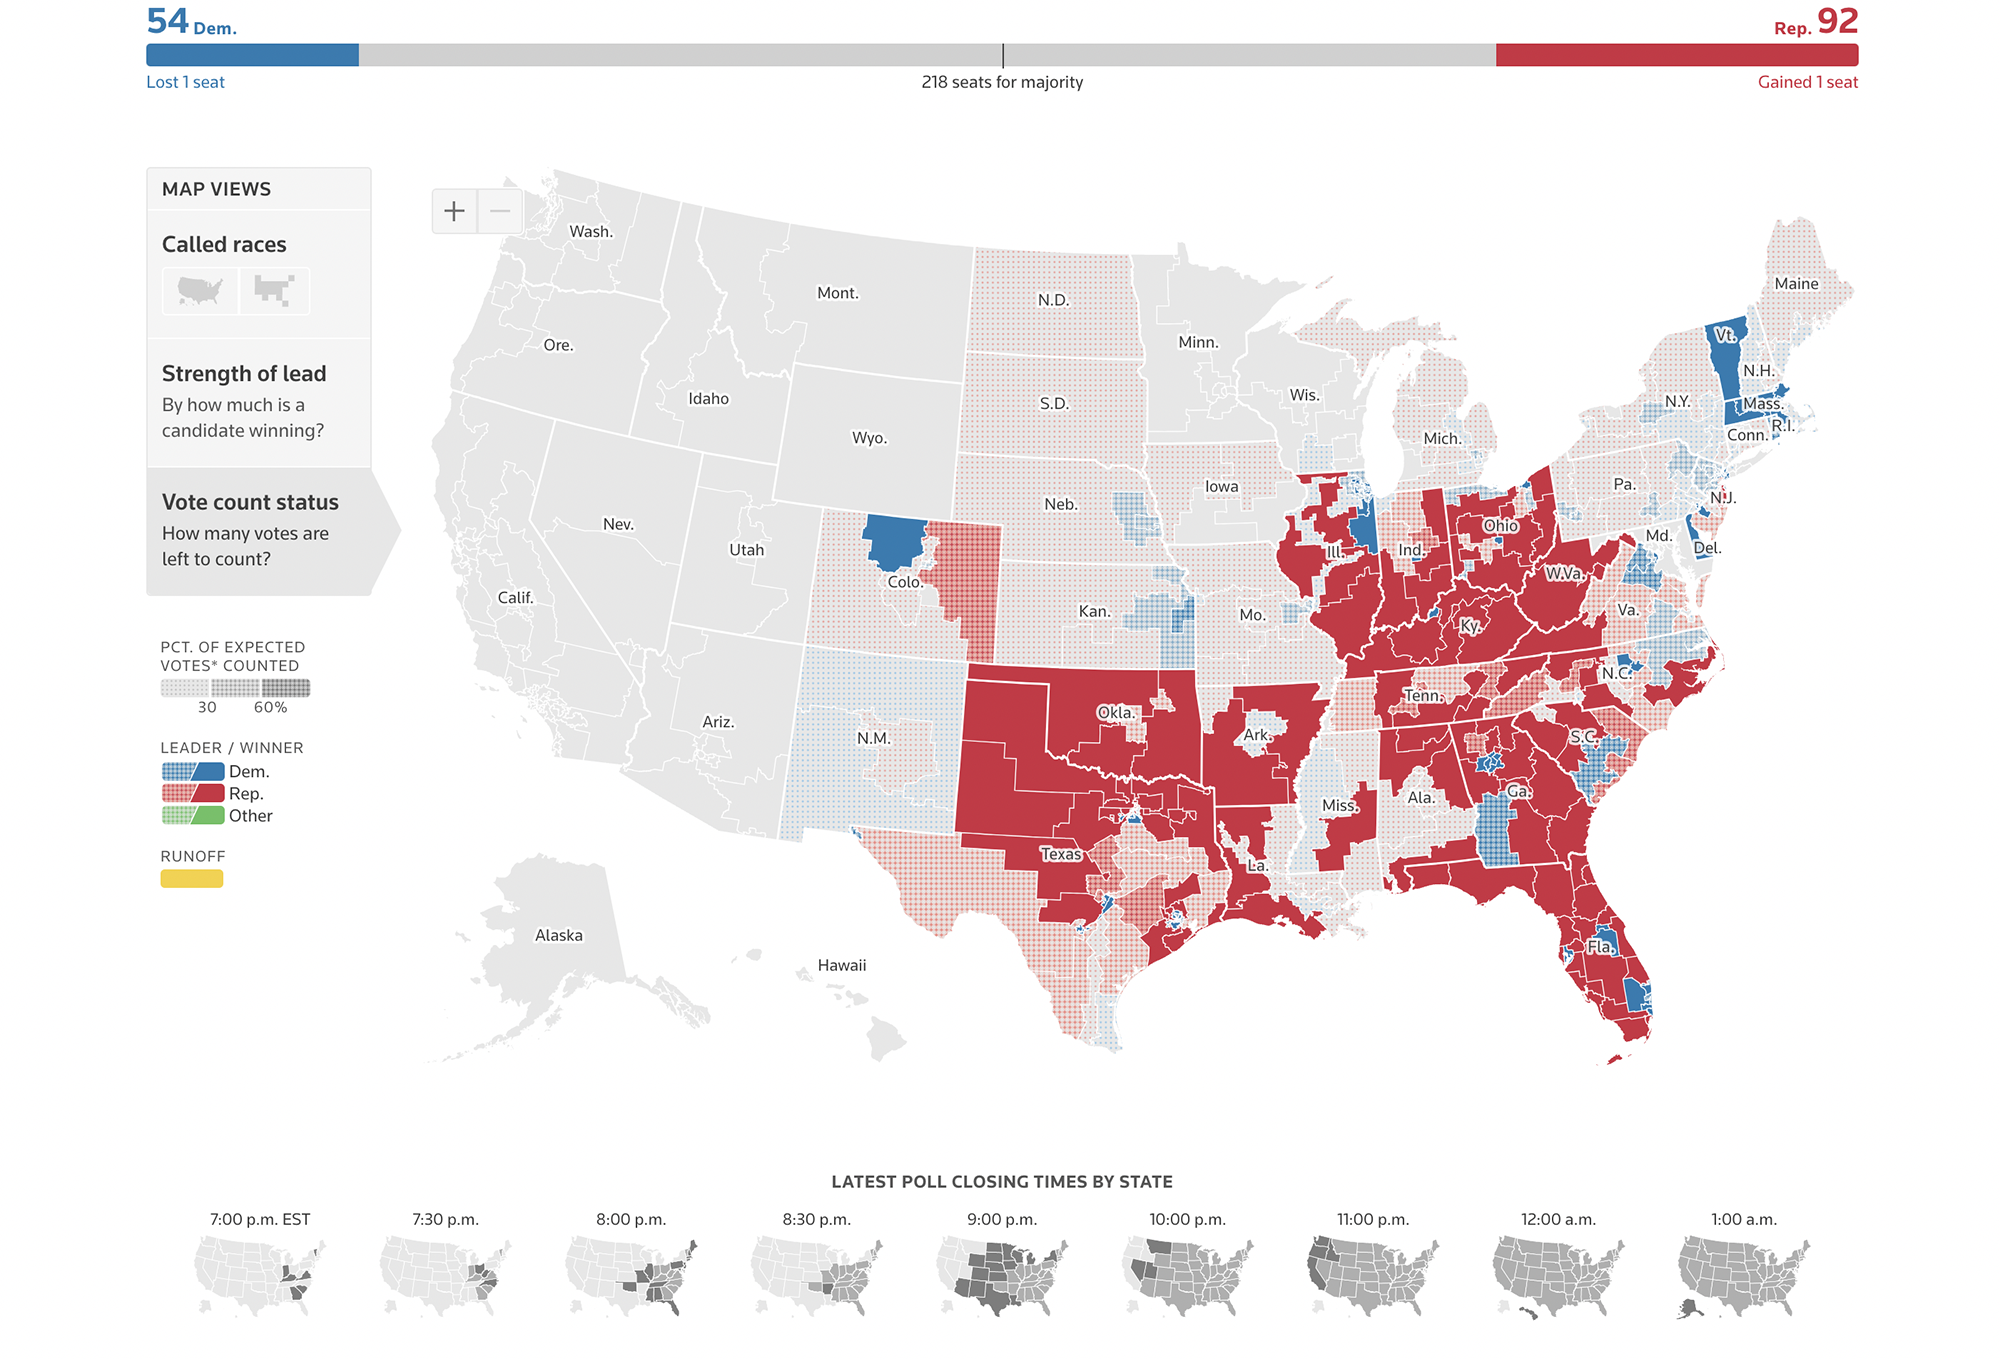 54 Dem.
Rep. 92
Lost 1 seat
218 seats for majority
Gained 1 seat
MAP VIEWS
Called races
Strength of lead
By how much is a
candidate winning?
Vote count status
How many votes are
left to count?
PCT. OF EXPECTED
VOTES* COUNTED
30 60%
LEADER / WINNER
Dem.
Rep.
Other
RUNOFF
+ −
Wash.
Mont.
N.D.
Minn.
Maine
Ore.
Idaho
S.D.
Wis.
Vt.
N.H.
N.Y.
Mass.
R.I.
Conn.
Wyo.
Mich.
Iowa
Pa.
N.J.
Neb.
Nev.
Utah
Ohio
Md.
Del.
Ill.
Ind.
Colo.
W.Va.
Calif.
Kan.
Mo.
Va.
Ky.
N.C.
Tenn.
Ariz.
N.M.
Okla.
Ark.
S.C.
Miss.
Ala.
Ga.
Texas
La.
Fla.
Alaska
Hawaii
LATEST POLL CLOSING TIMES BY STATE
7:00 p.m. EST
7:30 p.m.
8:00 p.m.
8:30 p.m.
9:00 p.m.
10:00 p.m.
11:00 p.m.
12:00 a.m.
1:00 a.m.